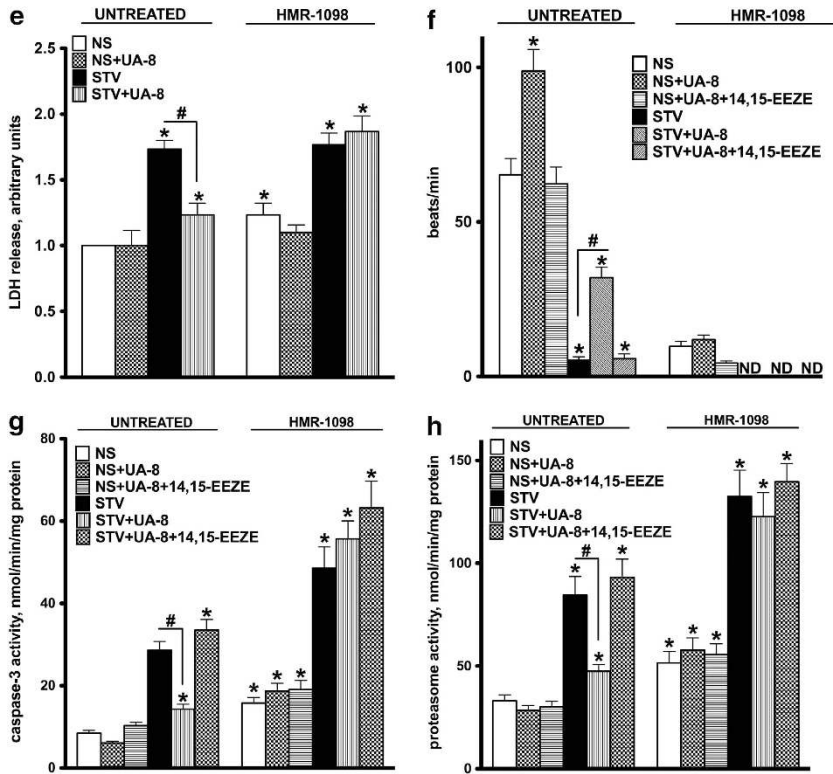 e
UNTREATED
HMR-1098
NS
NS+UA-8
STV
STV+UA-8
LDH release, arbitrary units
2.5
2.0
1.5
1.0
0.5
0.0
#
*
*
*
*
*
f
UNTREATED
HMR-1098
NS
NS+UA-8
NS+UA-8+14,15-EEZE
STV
STV+UA-8
STV+UA-8+14,15-EEZE
beats/min
100
50
0
*
#
*
*
*
ND ND ND
g
UNTREATED
HMR-1098
NS
NS+UA-8
NS+UA-8+14,15-EEZE
STV
STV+UA-8
STV+UA-8+14,15-EEZE
caspase-3 activity, nmol/min/mg protein
80
60
40
20
0
#
*
*
* * *
*
*
*
h
UNTREATED
HMR-1098
NS
NS+UA-8
NS+UA-8+14,15-EEZE
STV
STV+UA-8
STV+UA-8+14,15-EEZE
proteasome activity, nmol/min/mg protein
150
100
50
0
*
#
*
*
* * *
*
*
*